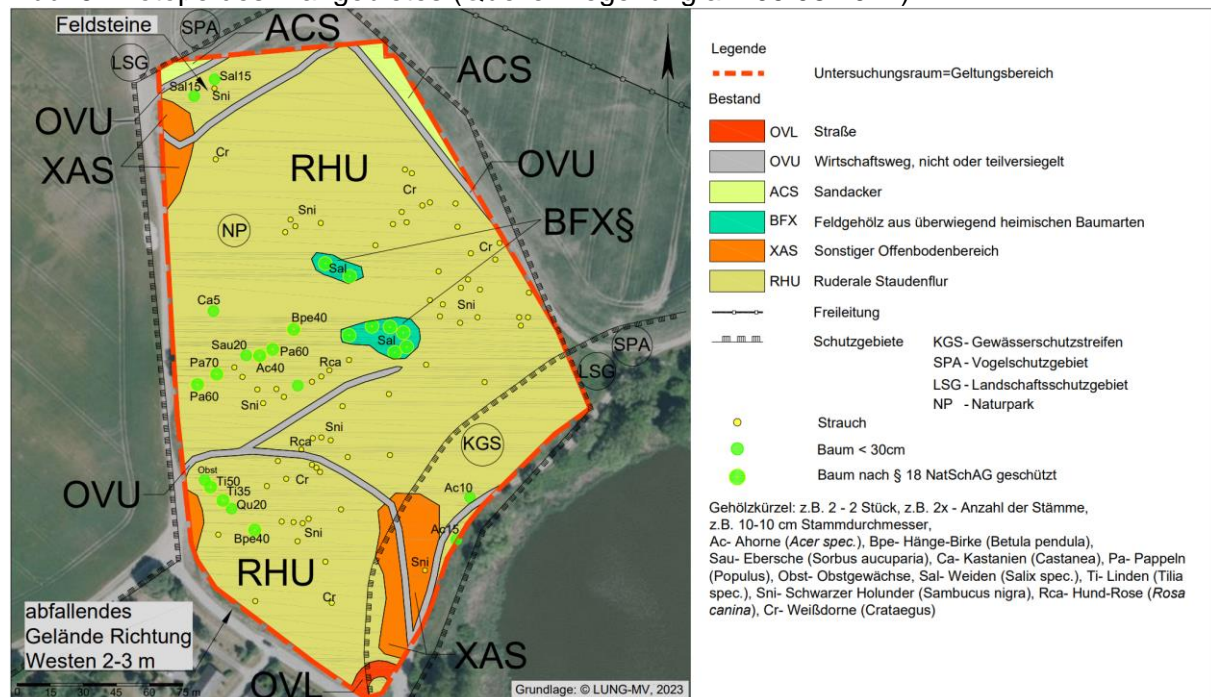 Feldsteine
SPA
ACS
LSG
ACS
Sal15
Sal15
Sni
OVU
XAS
Cr
RHU
OVU
Cr
Sni
BFX§
NP
Cr
Sal
Sni
Ca5
Bpe40
Sal
SPA
Sau20
Pa60
LSG
Pa70
Ac40
Rca
Pa60
Sni
Sni
Rca
KGS
OVU
Obst
Ti50
Cr
Ti35
Qu20
Ac10
Bpe40
Sni
Ac15
RHU
Sni
Cr
abfallendes
Gelände Richtung
Westen 2-3 m
XAS
OVL
0 15 30 45 60 75 m
Grundlage: © LUNG-MV, 2023
Legende
Untersuchungsraum=Geltungsbereich
Bestand
OVL Straße
OVU Wirtschaftsweg, nicht oder teilversiegelt
ACS Sandacker
BFX Feldgehölz aus überwiegend heimischen Baumarten
XAS Sonstiger Offenbodenbereich
RHU Ruderale Staudenflur
Freileitung
Schutzgebiete KGS - Gewässerschutzstreifen
SPA - Vogelschutzgebiet
LSG - Landschaftsschutzgebiet
NP - Naturpark
Strauch
Baum < 30cm
Baum nach § 18 NatSchAG geschützt
Gehölzkürzel: z.B. 2 - 2 Stück, z.B. 2x - Anzahl der Stämme,
z.B. 10-10 cm Stammdurchmesser,
Ac- Ahorne (Acer spec.), Bpe- Hänge-Birke (Betula pendula),
Sau- Ebersche (Sorbus aucuparia), Ca- Kastanien (Castanea), Pa- Pappeln
(Populus), Obst- Obstgewächse, Sal- Weiden (Salix spec.), Ti- Linden (Tilia
spec.), Sni- Schwarzer Holunder (Sambucus nigra), Rca- Hund-Rose (Rosa
canina), Cr- Weißdorne (Crataegus)